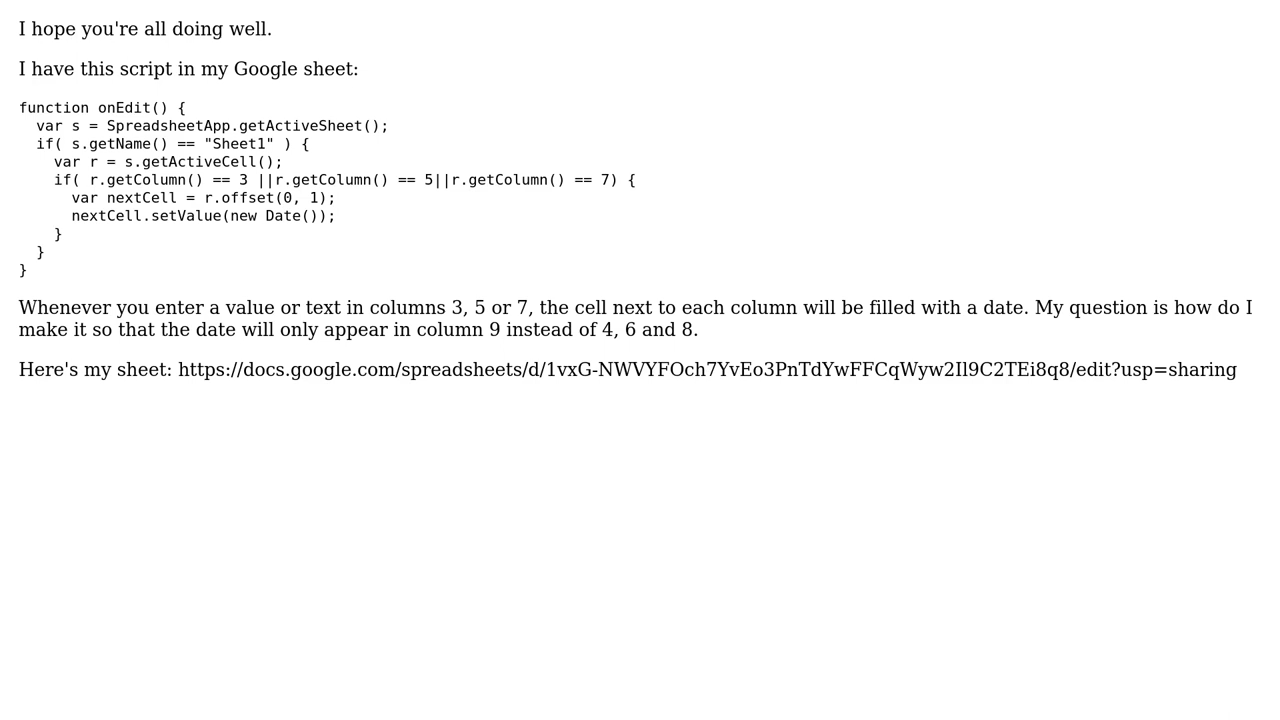 I hope you're all doing well.
I have this script in my Google sheet:
function onEdit() {
  var s = SpreadsheetApp.getActiveSheet();
  if( s.getName() == "Sheet1" ) {
    var r = s.getActiveCell();
    if( r.getColumn() == 3 ||r.getColumn() == 5||r.getColumn() == 7) {
      var nextCell = r.offset(0, 1);
      nextCell.setValue(new Date());
    }
  }
}
Whenever you enter a value or text in columns 3, 5 or 7, the cell next to each column will be filled with a date. My question is how do I
make it so that the date will only appear in column 9 instead of 4, 6 and 8.
Here's my sheet: https://docs.google.com/spreadsheets/d/1vxG-NWVYFOch7YvEo3PnTdYwFFCqWyw2Il9C2TEi8q8/edit?usp=sharing